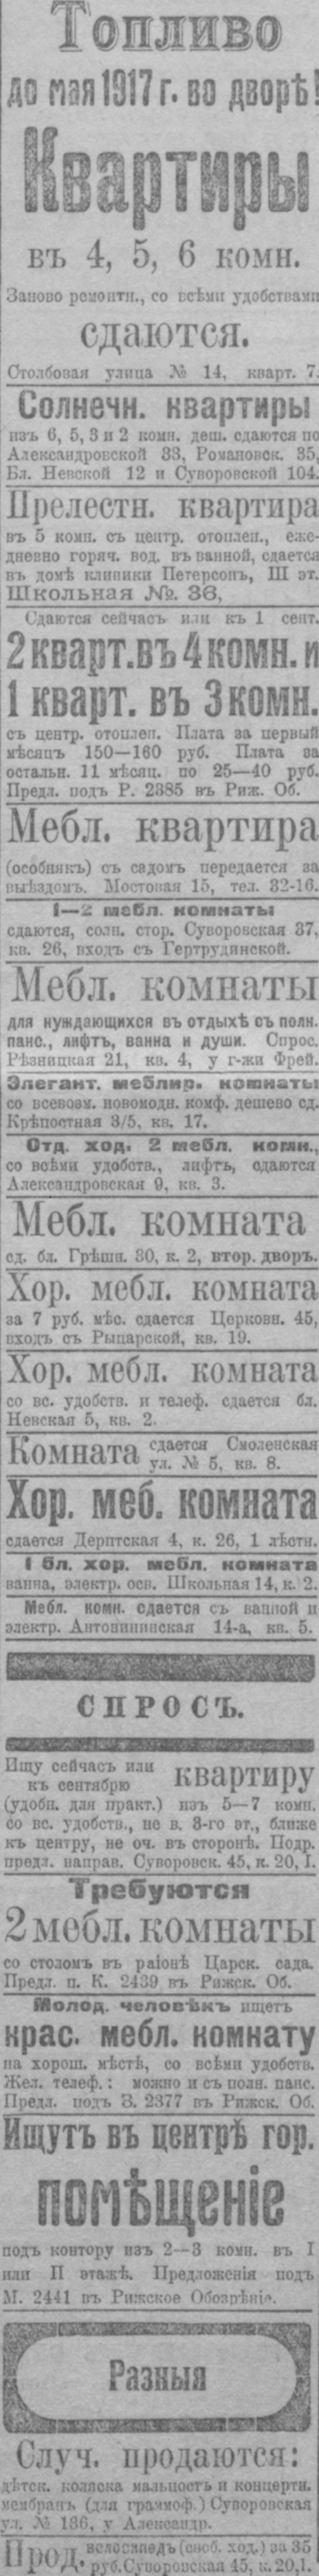 Топливо
до мая 1917 г. во дворѣ!
Квартиры
въ 4, 5, 6 комн.
Заново ремонтн., со всѣми удобствами
сдаются.
Столбовая улица № 14, кварт. 7.
Солнечн. квартиры
изъ 6, 5, 3 и 2 комн. деш. сдаются по
Александровской 33, Романовск. 35,
Бл. Невской 12 и Суворовской 104.
Прелестн. квартира
въ 5 комн. съ центр. отоплен., еже-
дневно горяч. вод. въ ванной, сдается
въ домѣ клиники Петерсонъ, III эт.
Школьная №. 36,
Сдаются сейчасъ или къ 1 сент.
2 кварт. въ 4 комн. и
1 кварт. въ 3 комн.
съ центр. отоплен. Плата за первый
мѣсяцъ 150—160 руб. Плата за
остальн. 11 мѣсяц. по 25—40 руб.
Предл. подъ Р. 2385 въ Риж. Об.
Мебл. квартира
(особнякъ) съ садомъ передается за
выѣздомъ. Мостовая 15, тел. 32-16.
1—2 мебл. комнаты
сдаются, солн. стор. Суворовская 37,
кв. 26, входъ съ Гертрудинской.
Мебл. комнаты
для нуждающихся въ отдыхѣ съ полн.
панс., лифтъ, ванна и души. Спрос.
Рѣзницкая 21, кв. 4, у г-жи Фрей.
Элегант. меблир. комнаты
со всевозм. новомодн. комф. дешево сд.
Крѣпостная 3/5, кв. 17.
Отд. ход. 2 мебл. комн.,
со всѣми удобств., лифтъ, сдаются
Александровская 9, кв. 3.
Мебл. комната
сд. бл. Грѣшн. 30, к. 2, втор. дворъ.
Хор. мебл. комната
за 7 руб. мѣс. сдается Церковн. 45,
входъ съ Рыцарской, кв. 19.
Хор. мебл. комната
со вс. удобств. и телеф. сдается бл.
Невская 5, кв. 2.
Комната сдается Смоленская
ул. № 5, кв. 8.
Хор. меб. комната
сдается Дерптская 4, к. 26, 1 лѣстн.
1 бл. хор. мебл. комната
ванна, электр. осв. Школьная 14, к. 2.
Мебл. комн. сдается съ ванной и
электр. Антонининская 14-а, кв. 5.
СПРОСЪ.
Ищу сейчасъ или
къ сентябрю квартиру
(удобн. для практ.) изъ 5—7 комн.
со вс. удобств., не в. 3-го эт., ближе
къ центру, не оч. въ сторонѣ. Подр.
предл. направ. Суворовск. 45, к. 20, I.
Требуются
2 мебл. комнаты
со столомъ въ раіонѣ Царск. сада.
Предл. п. К. 2439 въ Рижск. Об.
Молод. человѣкъ ищетъ
крас. мебл. комнату
на хорош. мѣстѣ, со всѣми удобств.
Жел. телеф.: можно и съ полн. панс.
Предл. подъ З. 2377 въ Рижск. Об.
Ищутъ въ центрѣ гор.
помѣщеніе
подъ контору изъ 2—3 комн. въ I
или II этажѣ. Предложенія подъ
М. 2441 въ Рижское Обозрѣніе.
Разныя
Случ. продаются:
дѣтск. коляска мальпостъ и концертн.
мембранъ (для граммоф.) Суворовская
ул. № 136, у Александр.
Прод. велосипедъ (своб. ход.) за 35
руб. Суворовская 45, к. 20, I.